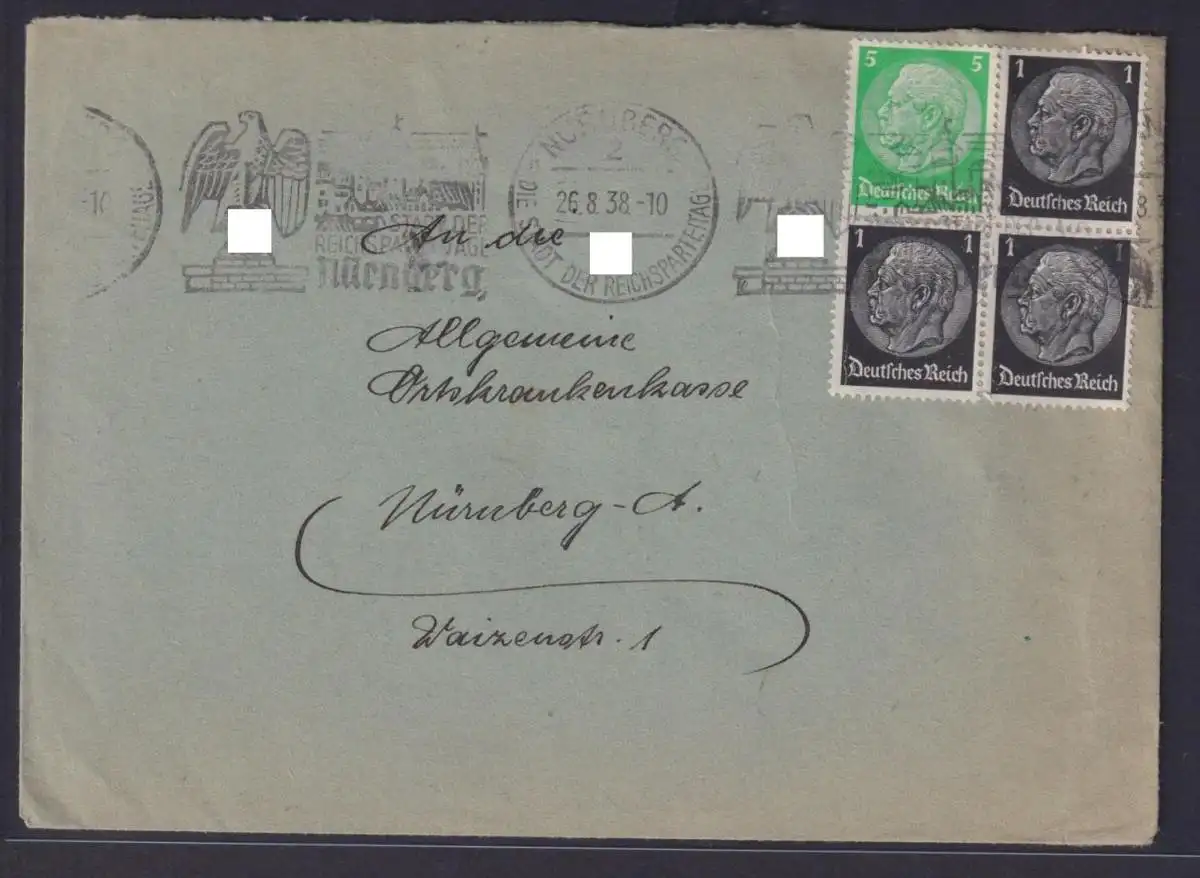 5 5
1 1
Deutsches Reich
Deutsches Reich
1 1
1 1
Deutsches Reich
Deutsches Reich
-10
STADT DER
REICHSPARTEITAGE
Nürnberg
NÜRNBERG
2
26.8.38.-10
DIE STADT DER REICHSPARTEITAGE
An die
Allgemeine
Ortskrankenkasse
Nürnberg-A.
Waizenstr. 1